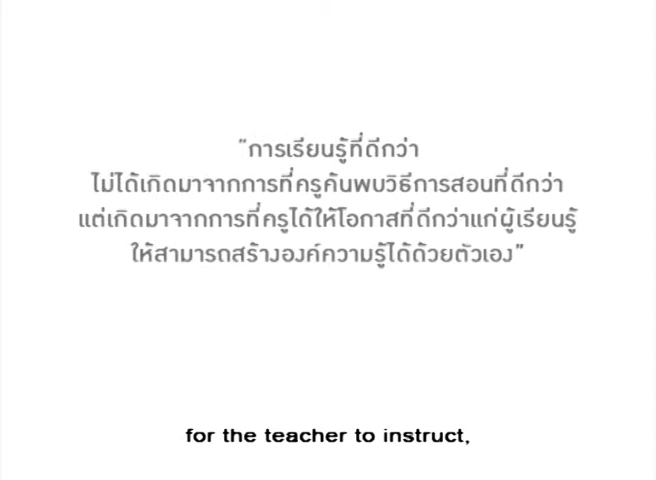 "การเรียนรู้ที่ดีกว่า
ไม่ได้เกิดมาจากการที่ครูค้นพบวิธีการสอนที่ดีกว่า
แต่เกิดมาจากการที่ครูได้ให้โอกาสที่ดีกว่าแก่ผู้เรียนรู้
ให้สามารถสร้างองค์ความรู้ได้ด้วยตัวเอง"
for the teacher to instruct,